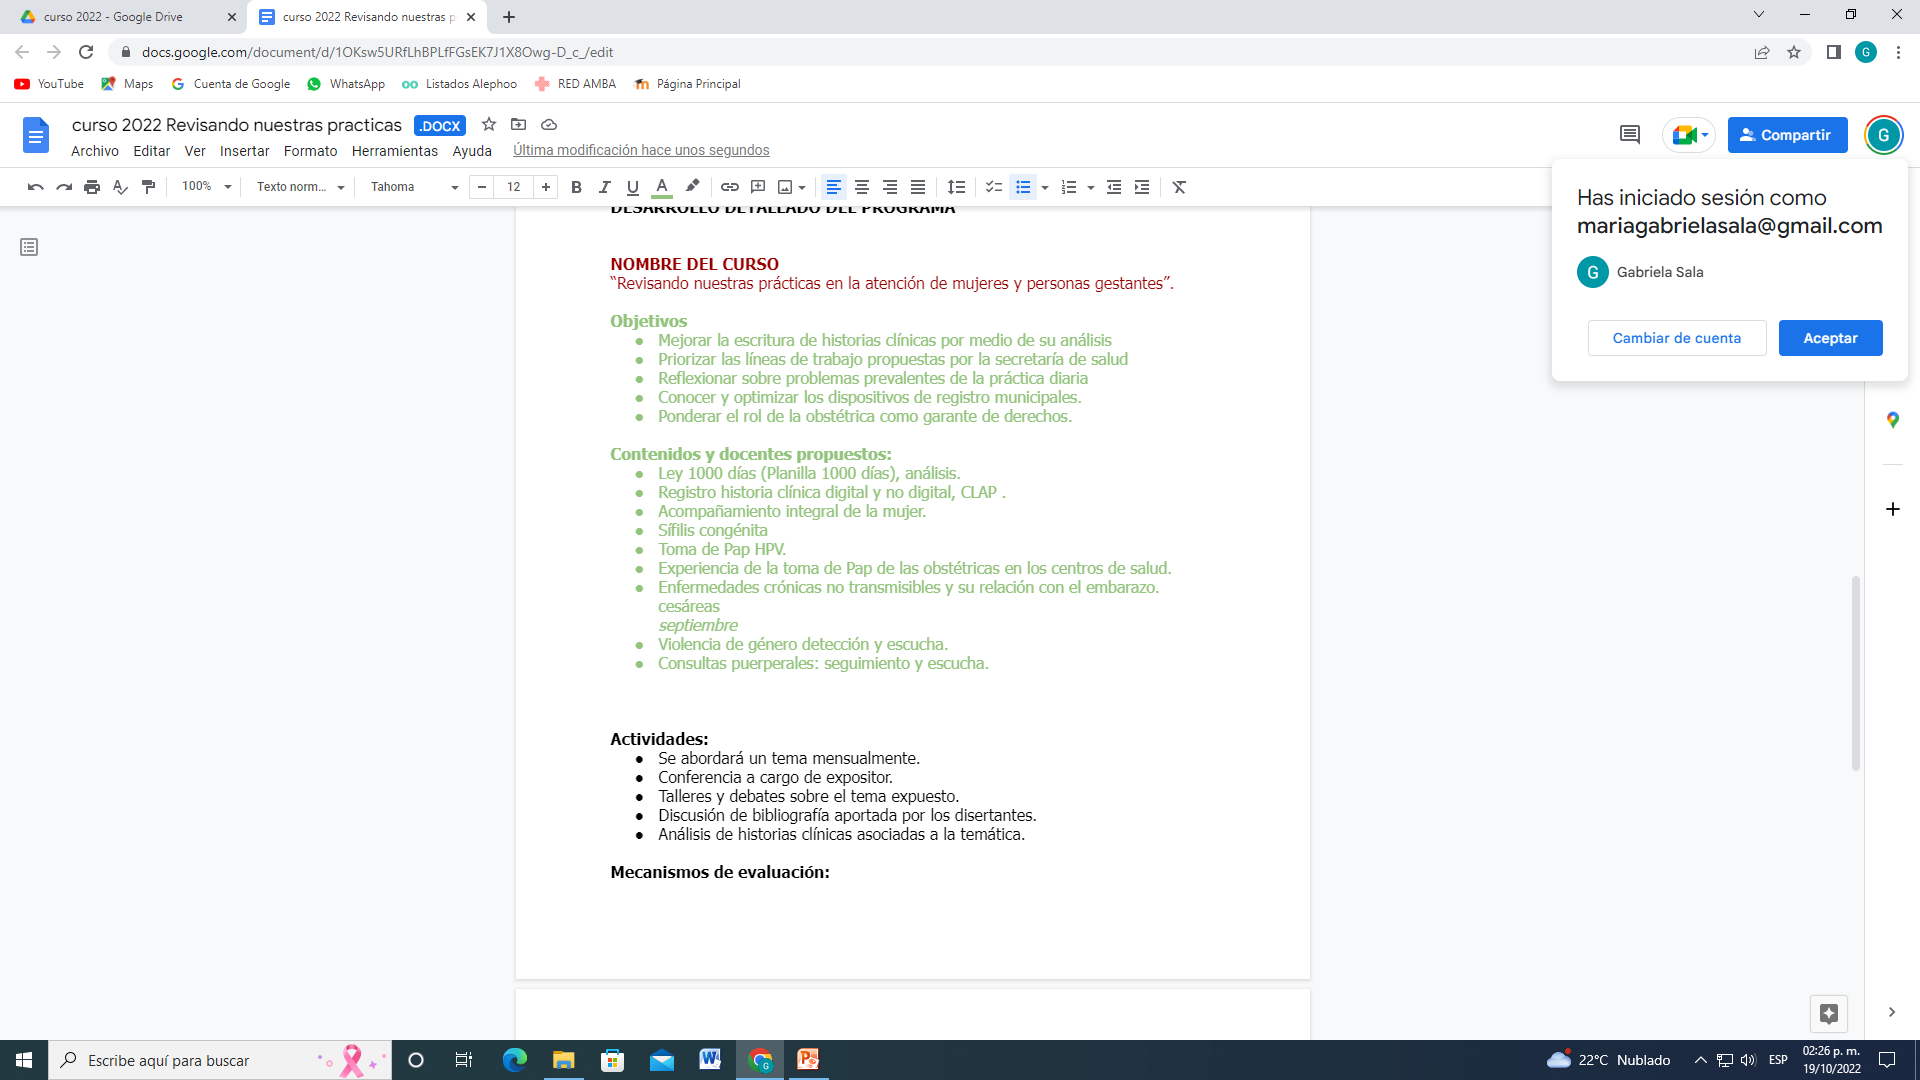 curso 2022 - Google Drive
curso 2022 Revisando nuestras p
docs.google.com/document/d/1OKsw5URfLhBPLfFGsEK7J1X8Owg-D_c_/edit
G
YouTube
Maps
Cuenta de Google
WhatsApp
Listados Alephoo
RED AMBA
Página Principal
curso 2022 Revisando nuestras practicas .DOCX
Compartir
G
Archivo Editar Ver Insertar Formato Herramientas Ayuda Última modificación hace unos segundos
100% Texto norm... Tahoma 12
Has iniciado sesión como
mariagabrielasala@gmail.com
G Gabriela Sala
Cambiar de cuenta
Aceptar
DESARROLLO DETALLADO DEL PROGRAMA
NOMBRE DEL CURSO
“Revisando nuestras prácticas en la atención de mujeres y personas gestantes”.
Objetivos
● Mejorar la escritura de historias clínicas por medio de su análisis
● Priorizar las líneas de trabajo propuestas por la secretaría de salud
● Reflexionar sobre problemas prevalentes de la práctica diaria
● Conocer y optimizar los dispositivos de registro municipales.
● Ponderar el rol de la obstétrica como garante de derechos.
Contenidos y docentes propuestos:
● Ley 1000 días (Planilla 1000 días), análisis.
● Registro historia clínica digital y no digital, CLAP .
● Acompañamiento integral de la mujer.
● Sífilis congénita
● Toma de Pap HPV.
● Experiencia de la toma de Pap de las obstétricas en los centros de salud.
● Enfermedades crónicas no transmisibles y su relación con el embarazo.
cesáreas
septiembre
● Violencia de género detección y escucha.
● Consultas puerperales: seguimiento y escucha.
Actividades:
● Se abordará un tema mensualmente.
● Conferencia a cargo de expositor.
● Talleres y debates sobre el tema expuesto.
● Discusión de bibliografía aportada por los disertantes.
● Análisis de historias clínicas asociadas a la temática.
Mecanismos de evaluación:
Escribe aquí para buscar
22°C Nublado
ESP
02:26 p. m.
19/10/2022